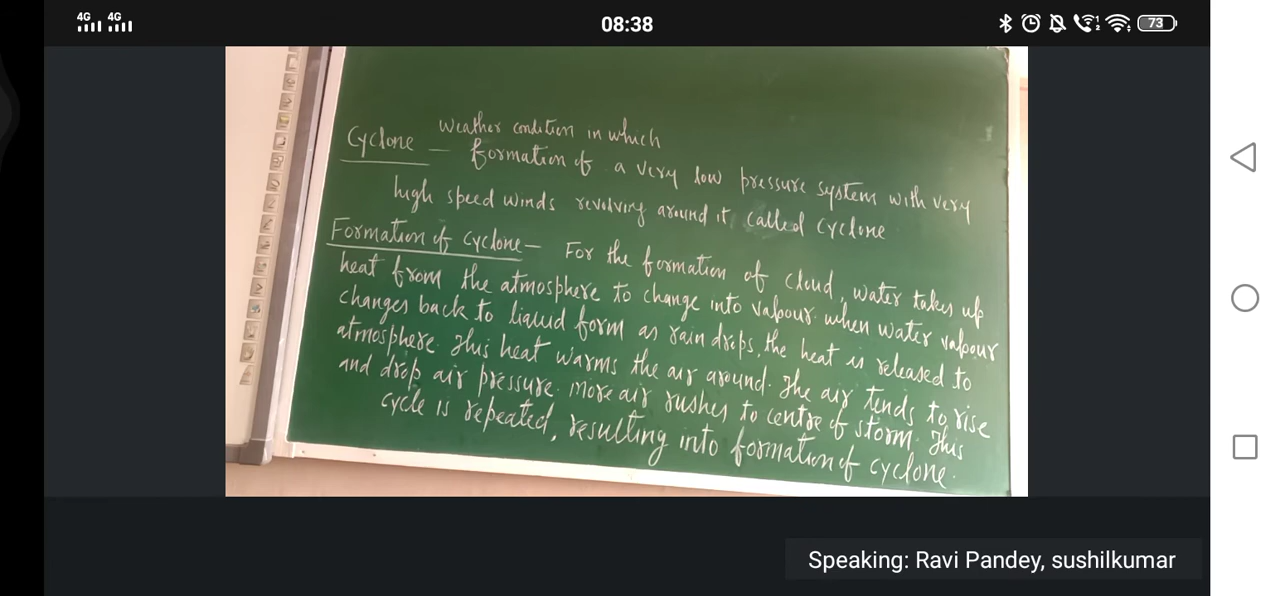 4G 4G
08:38
73
Weather condition in which
Cyclone — formation of a very low pressure system with very
high speed winds revolving around it called cyclone
Formation of cyclone — For the formation of cloud, water takes up
heat from the atmosphere to change into vapour. when water vapour
changes back to liquid form as rain drops, the heat is released to
atmosphere. This heat warms the air around. The air tends to rise
and drop air pressure. More air rushes to centre of storm. This
cycle is repeated, resulting into formation of cyclone.
Speaking: Ravi Pandey, sushilkumar